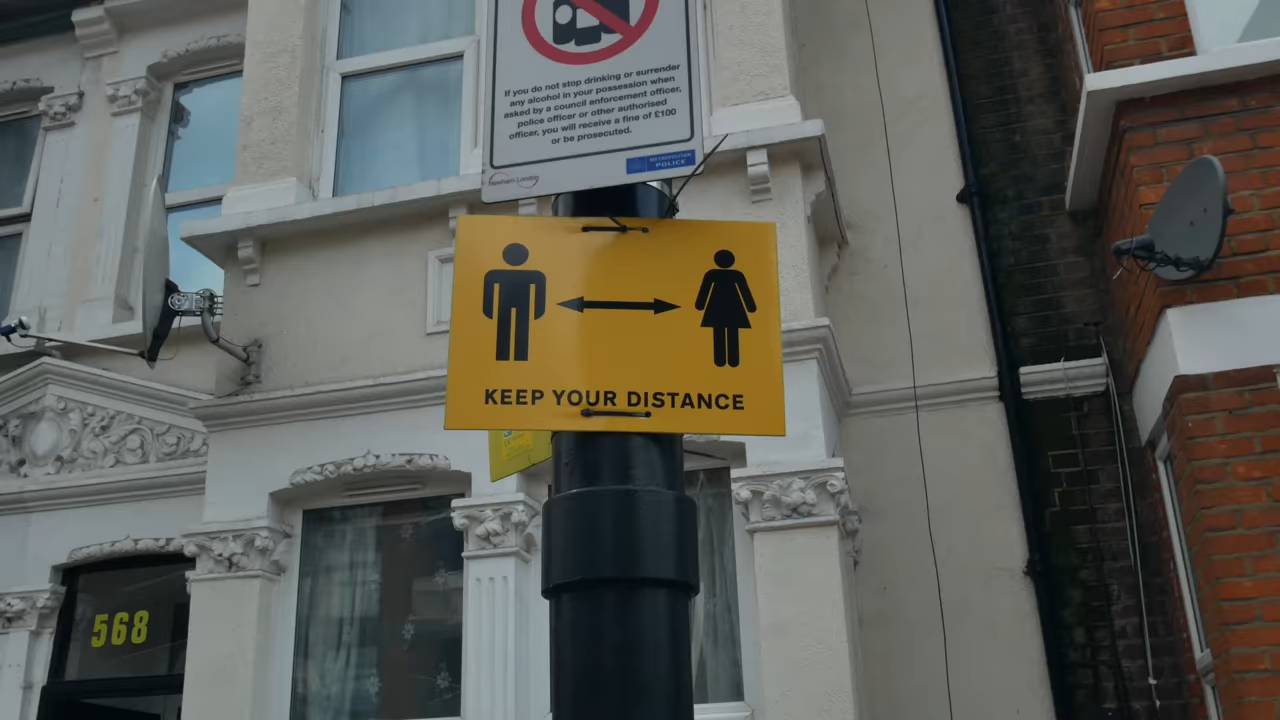 If you do not stop drinking or surrender
any alcohol in your possession when
asked by a council enforcement officer,
police officer or other authorised
officer, you will receive a fine of £100
or be prosecuted.
METROPOLITAN
POLICE
Newham London
KEEP YOUR DISTANCE
568